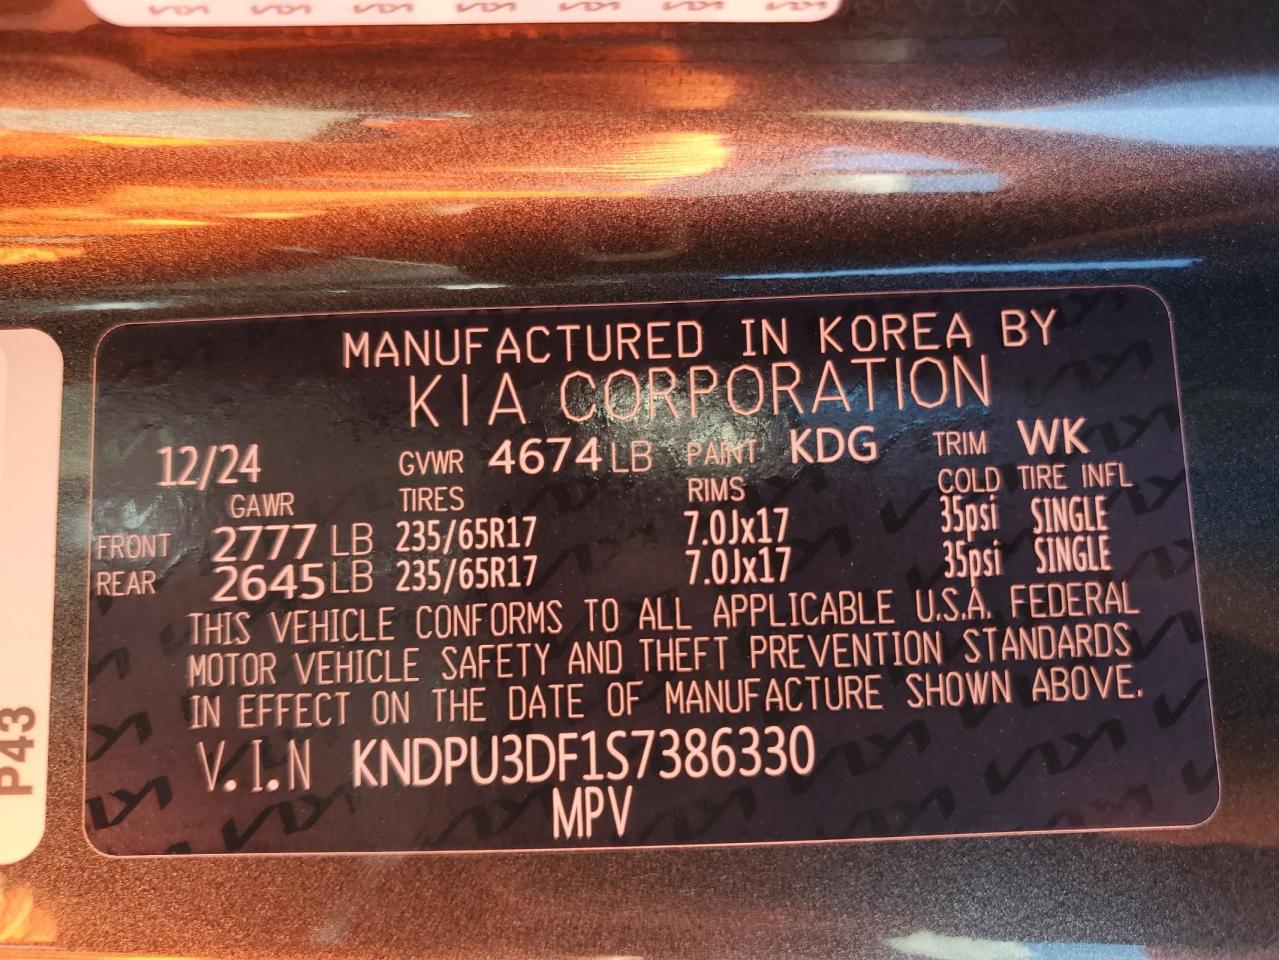 MANUFACTURED IN KOREA BY
KIA CORPORATION
12/24 GVWR 4674 LB PAINT KDG TRIM WK
GAWR TIRES RIMS COLD TIRE INFL
FRONT 2777 LB 235/65R17 7.0Jx17 35psi SINGLE
REAR 2645 LB 235/65R17 7.0Jx17 35psi SINGLE
THIS VEHICLE CONFORMS TO ALL APPLICABLE U.S.A. FEDERAL
MOTOR VEHICLE SAFETY AND THEFT PREVENTION STANDARDS
IN EFFECT ON THE DATE OF MANUFACTURE SHOWN ABOVE.
V.I.N KNDPU3DF1S7386330
MPV
P43